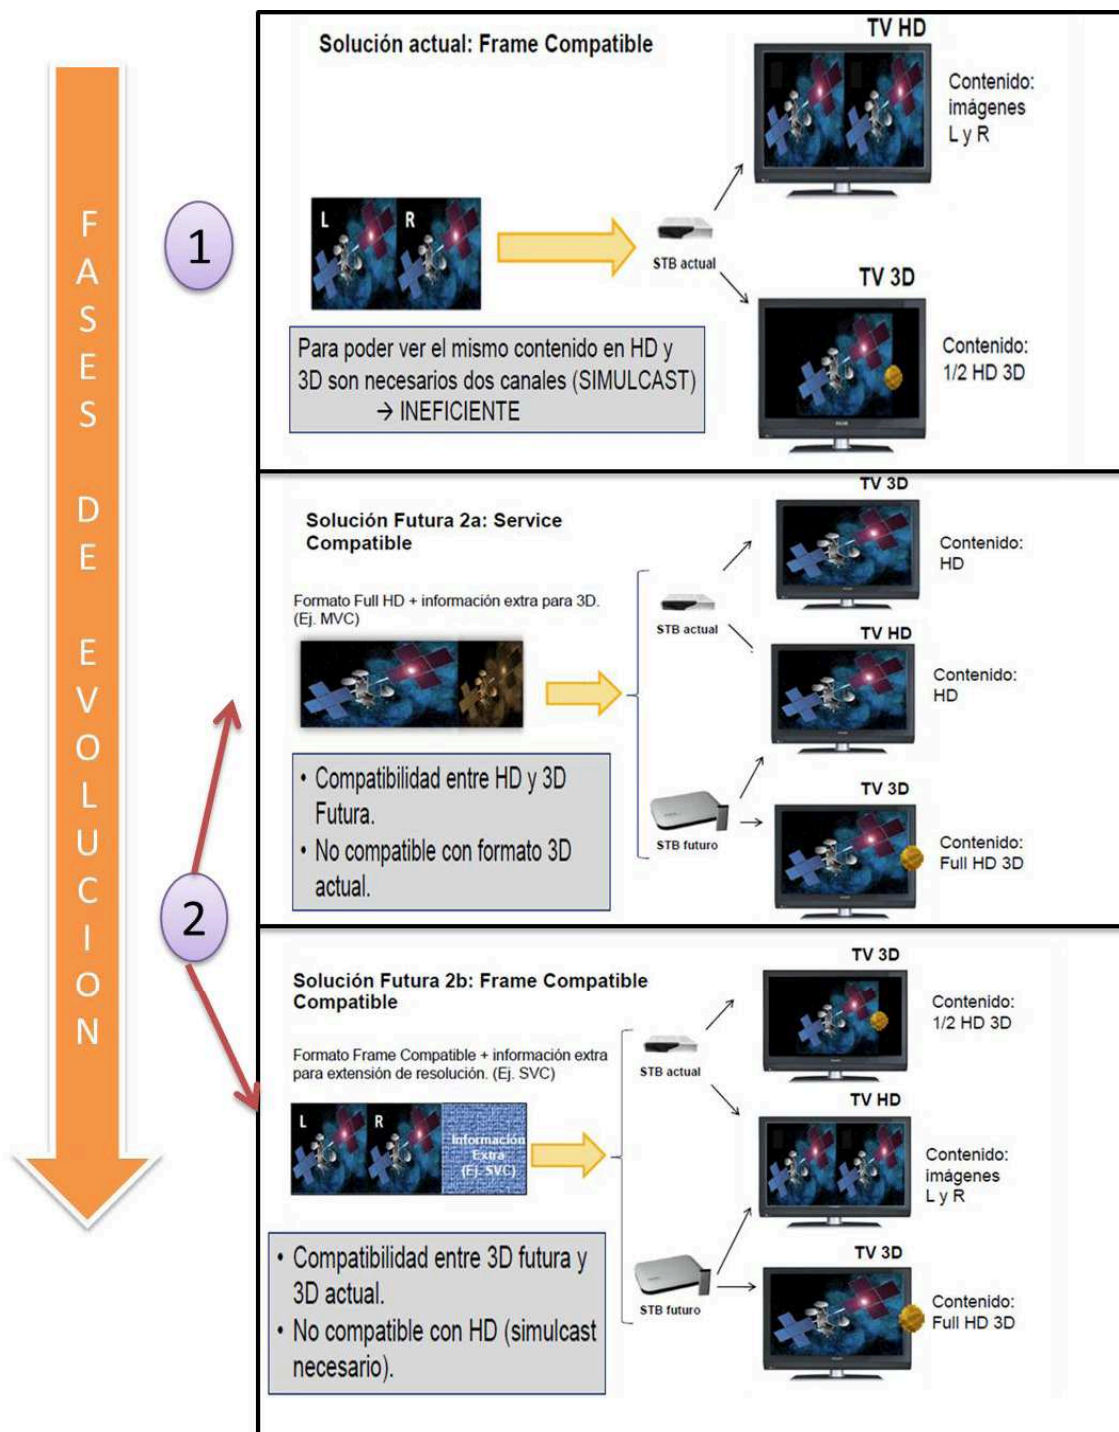 FASES DE EVOLUCION
1
Solución actual: Frame Compatible
L
R
STB actual
TV HD
Contenido:
imágenes
L y R
TV 3D
Contenido:
1/2 HD 3D
Para poder ver el mismo contenido en HD y
3D son necesarios dos canales (SIMULCAST)
→ INEFICIENTE
2
Solución Futura 2a: Service
Compatible
Formato Full HD + información extra para 3D.
(Ej. MVC)
STB actual
STB futuro
TV 3D
Contenido:
HD
TV HD
Contenido:
HD
TV 3D
Contenido:
Full HD 3D
• Compatibilidad entre HD y 3D
Futura.
• No compatible con formato 3D
actual.
Solución Futura 2b: Frame Compatible
Compatible
Formato Frame Compatible + información extra
para extensión de resolución. (Ej. SVC)
L
R
Información
Extra
(Ej. SVC)
STB actual
STB futuro
TV 3D
Contenido:
1/2 HD 3D
TV HD
Contenido:
imágenes
L y R
TV 3D
Contenido:
Full HD 3D
• Compatibilidad entre 3D futura y
3D actual.
• No compatible con HD (simulcast
necesario).